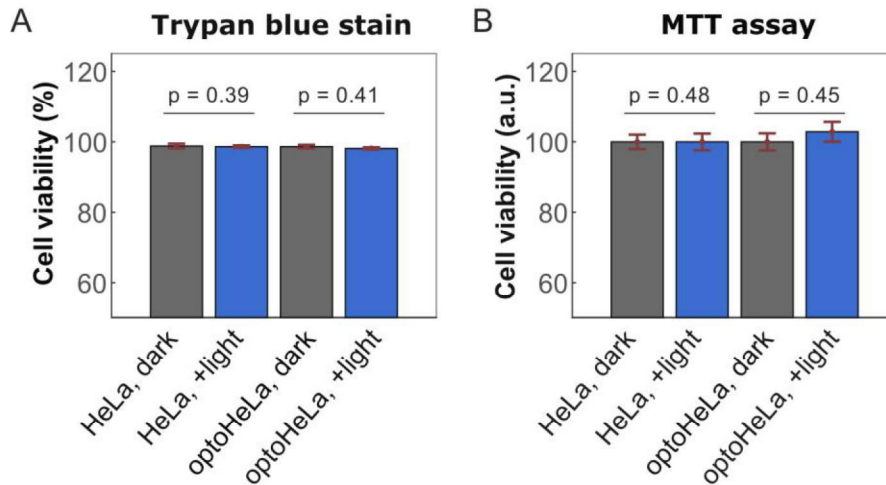 A
Trypan blue stain
Cell viability (%)
120
100
80
60
p = 0.39
p = 0.41
HeLa, dark
HeLa, +light
optoHeLa, dark
optoHeLa, +light
B
MTT assay
Cell viability (a.u.)
120
100
80
60
p = 0.48
p = 0.45
HeLa, dark
HeLa, +light
optoHeLa, dark
optoHeLa, +light